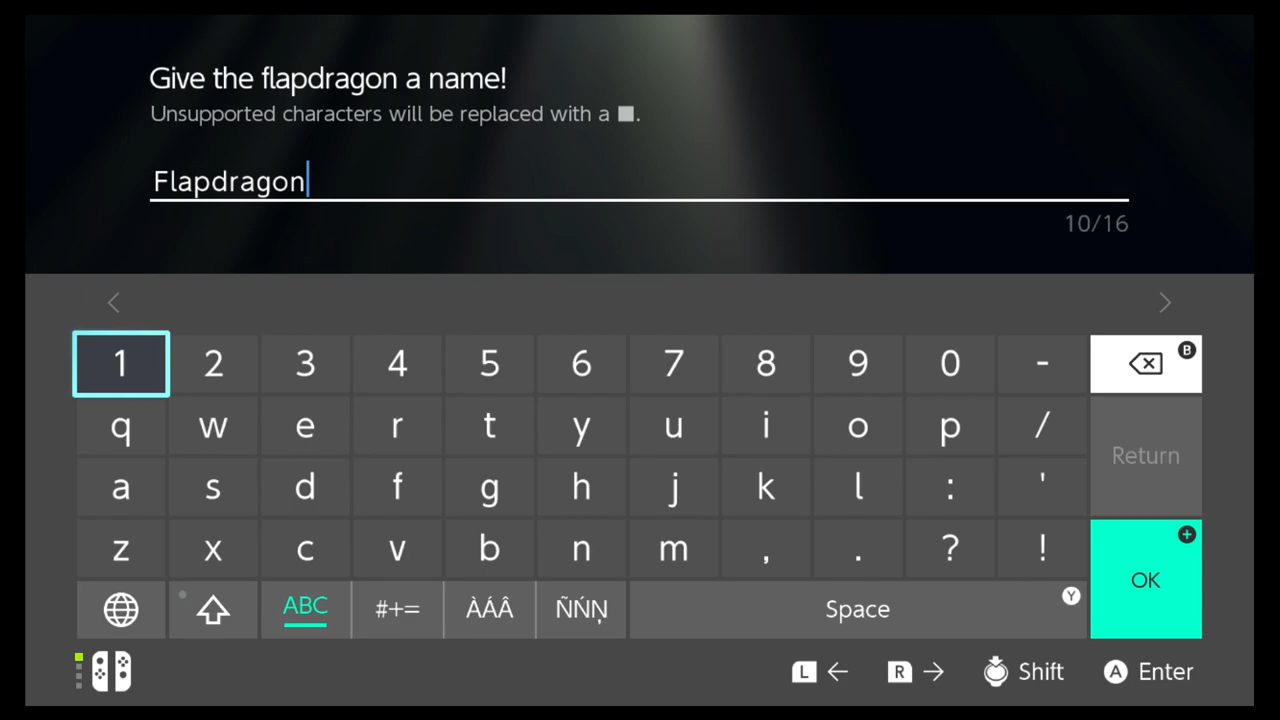 Give the flapdragon a name!
Unsupported characters will be replaced with a ■.
Flapdragon
10/16
1 2 3 4 5 6 7 8 9 0 - B
q w e r t y u i o p / Return
a s d f g h j k l : '
z x c v b n m , . ? ! + OK
ABC #+= ÀÁÂ ÑŃŅ Space Y
L ← R → Shift A Enter